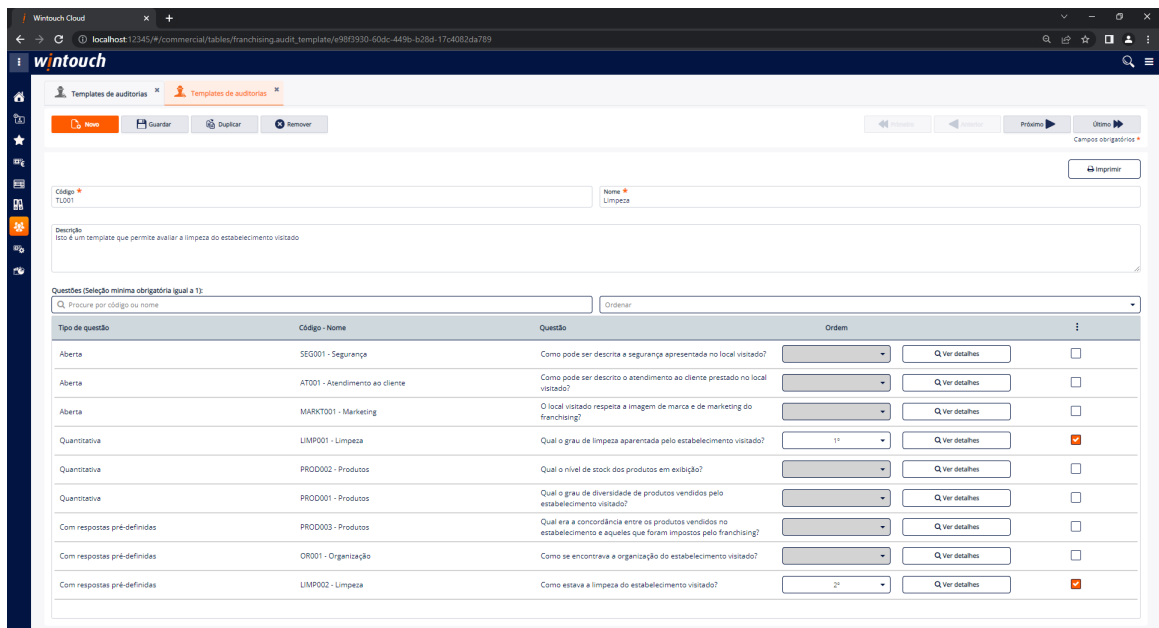 Wintouch Cloud
localhost:12345/#/commercial/tables/franchising.audit_template/e98f3930-60dc-449b-b28d-17c4082da789
wintouch
Templates de auditorias
Templates de auditorias
Novo
Guardar
Duplicar
Remover
Próximo
Último
Campos obrigatórios *
Imprimir
Código *
TL001
Nome *
Limpeza
Descrição
Isto é um template que permite avaliar a limpeza do estabelecimento visitado
Questões (Seleção mínima obrigatória igual a 1):
Procure por código ou nome
Ordenar
Tipo de questão Código - Nome Questão Ordem
Aberta SEG001 - Segurança Como pode ser descrita a segurança apresentada no local visitado? Ver detalhes
Aberta AT001 - Atendimento ao cliente Como pode ser descrito o atendimento ao cliente prestado no local
visitado? Ver detalhes
Aberta MARKT001 - Marketing O local visitado respeita a imagem de marca e de marketing do
franchising? Ver detalhes
Quantitativa LIMP001 - Limpeza Qual o grau de limpeza aparentada pelo estabelecimento visitado? 1º Ver detalhes
Quantitativa PROD002 - Produtos Qual o nível de stock dos produtos em exibição? Ver detalhes
Quantitativa PROD001 - Produtos Qual o grau de diversidade de produtos vendidos pelo
estabelecimento visitado? Ver detalhes
Com respostas pré-definidas PROD003 - Produtos Qual era a concordância entre os produtos vendidos no
estabelecimento e aqueles que foram impostos pelo franchising? Ver detalhes
Com respostas pré-definidas OR001 - Organização Como se encontrava a organização do estabelecimento visitado? Ver detalhes
Com respostas pré-definidas LIMP002 - Limpeza Como estava a limpeza do estabelecimento visitado? 2º Ver detalhes